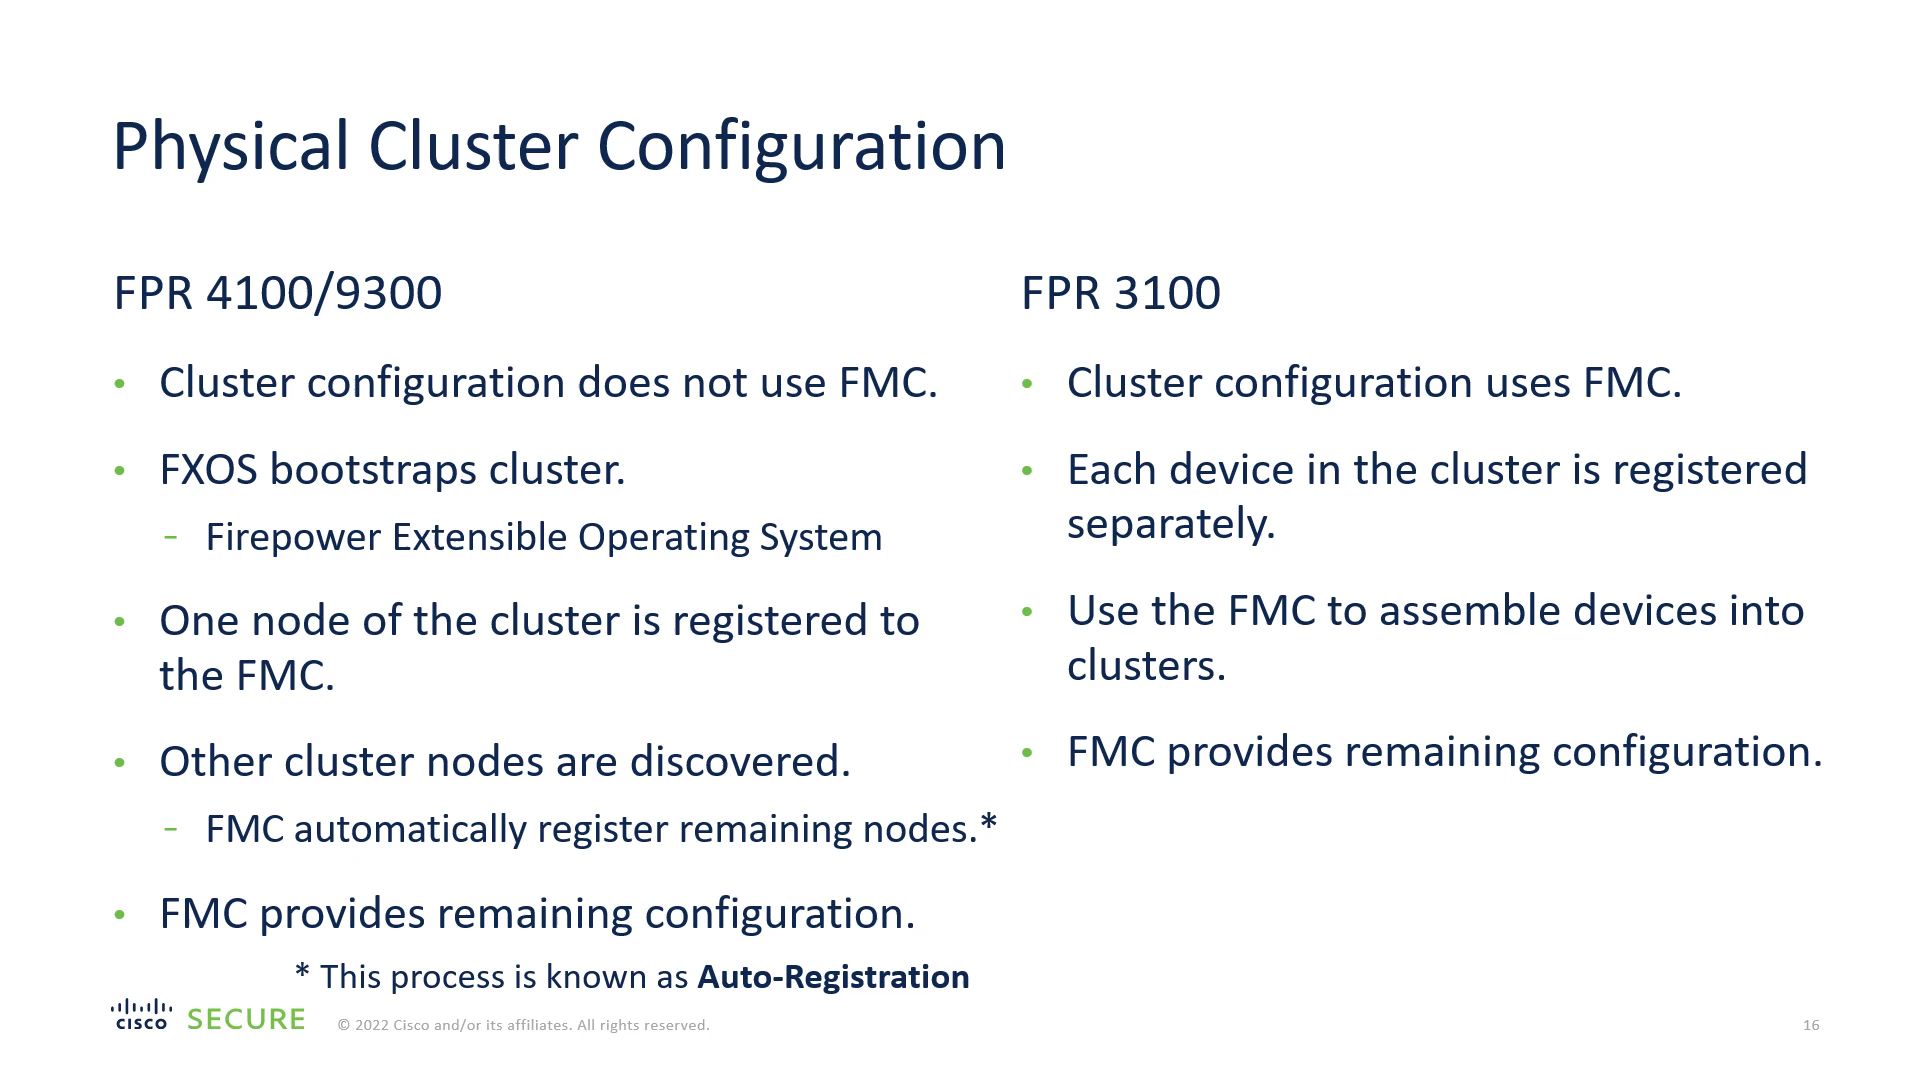 Physical Cluster Configuration
FPR 4100/9300
• Cluster configuration does not use FMC.
• FXOS bootstraps cluster.
- Firepower Extensible Operating System
• One node of the cluster is registered to
the FMC.
• Other cluster nodes are discovered.
- FMC automatically register remaining nodes.*
• FMC provides remaining configuration.
* This process is known as Auto-Registration
FPR 3100
• Cluster configuration uses FMC.
• Each device in the cluster is registered
separately.
• Use the FMC to assemble devices into
clusters.
• FMC provides remaining configuration.
CISCO SECURE © 2022 Cisco and/or its affiliates. All rights reserved. 16